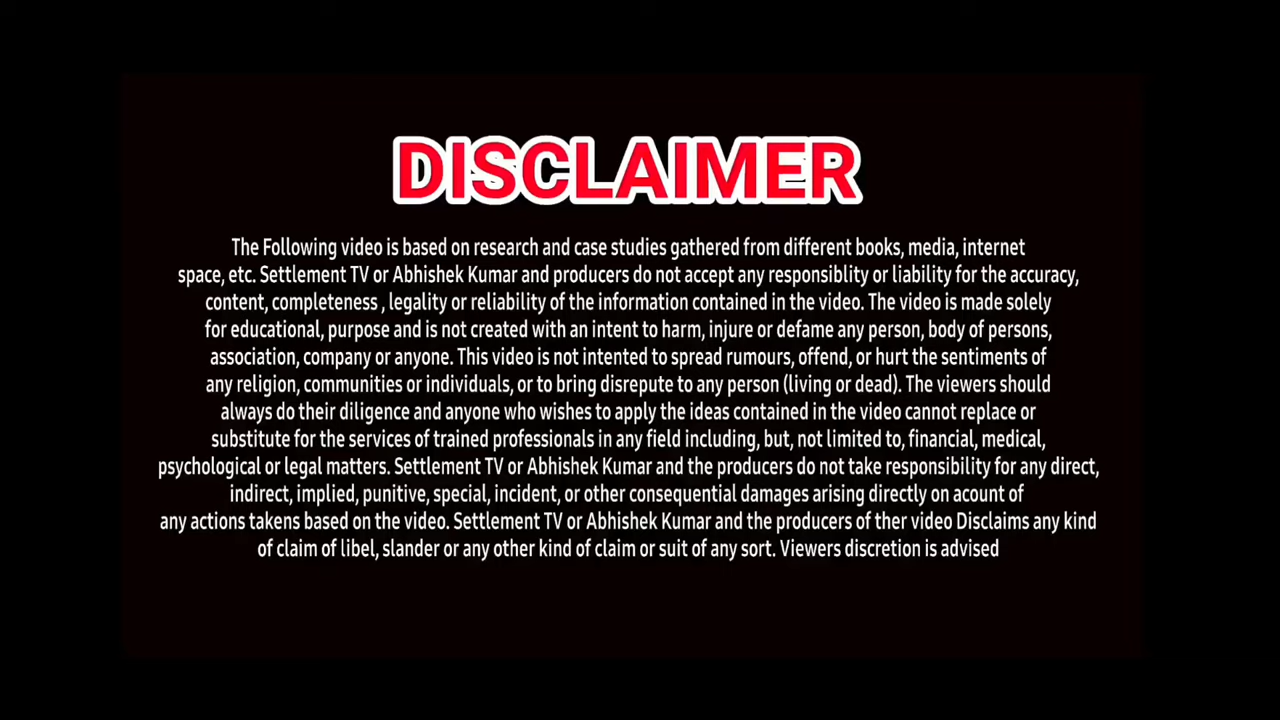 DISCLAIMER
The Following video is based on research and case studies gathered from different books, media, internet
space, etc. Settlement TV or Abhishek Kumar and producers do not accept any responsiblity or liability for the accuracy,
content, completeness , legality or reliability of the information contained in the video. The video is made solely
for educational, purpose and is not created with an intent to harm, injure or defame any person, body of persons,
association, company or anyone. This video is not intented to spread rumours, offend, or hurt the sentiments of
any religion, communities or individuals, or to bring disrepute to any person (living or dead). The viewers should
always do their diligence and anyone who wishes to apply the ideas contained in the video cannot replace or
substitute for the services of trained professionals in any field including, but, not limited to, financial, medical,
psychological or legal matters. Settlement TV or Abhishek Kumar and the producers do not take responsibility for any direct,
indirect, implied, punitive, special, incident, or other consequential damages arising directly on acount of
any actions takens based on the video. Settlement TV or Abhishek Kumar and the producers of ther video Disclaims any kind
of claim of libel, slander or any other kind of claim or suit of any sort. Viewers discretion is advised